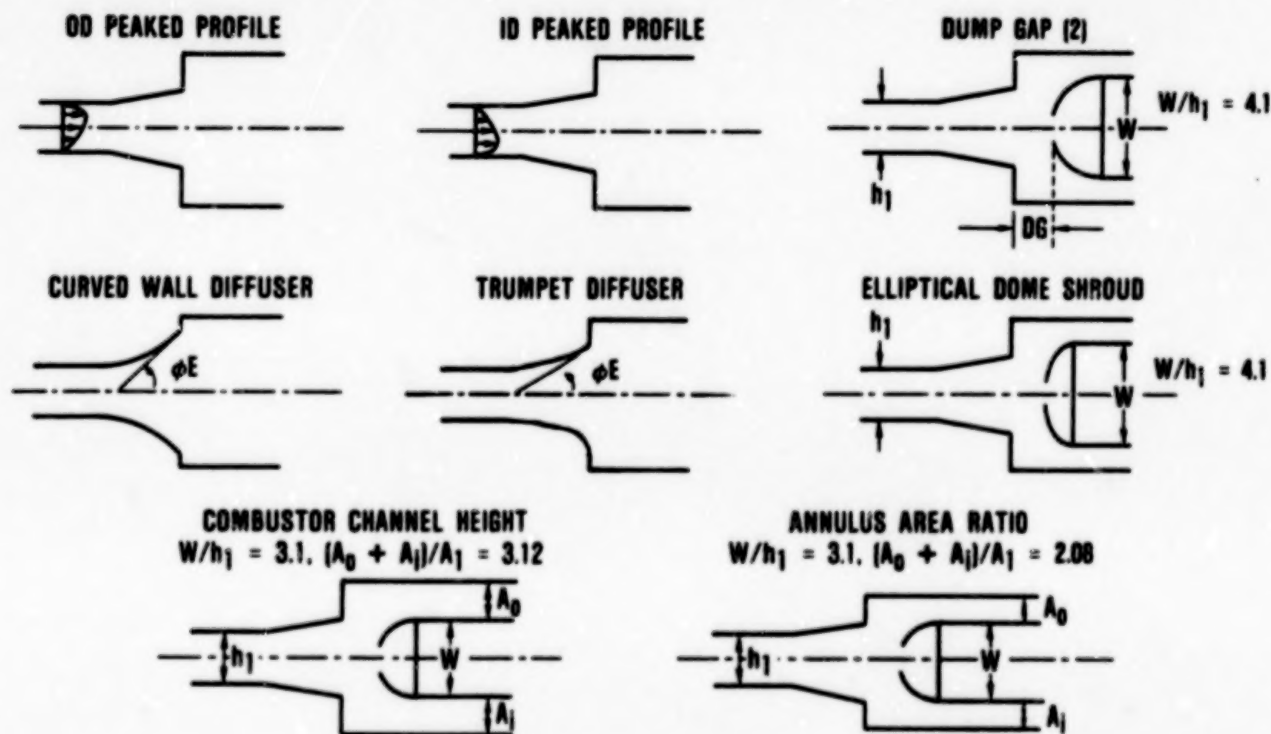 OD PEAKED PROFILE
ID PEAKED PROFILE
DUMP GAP (2)
W/h₁ = 4.1
W
h₁
DG
CURVED WALL DIFFUSER
TRUMPET DIFFUSER
ELLIPTICAL DOME SHROUD
h₁
ϕE
ϕE
W/h₁ = 4.1
W
COMBUSTOR CHANNEL HEIGHT
W/h₁ = 3.1, (A₀ + Aᵢ)/A₁ = 3.12
ANNULUS AREA RATIO
W/h₁ = 3.1, (A₀ + Aᵢ)/A₁ = 2.08
A₀
h₁
W
Aᵢ
A₀
h₁
W
Aᵢ